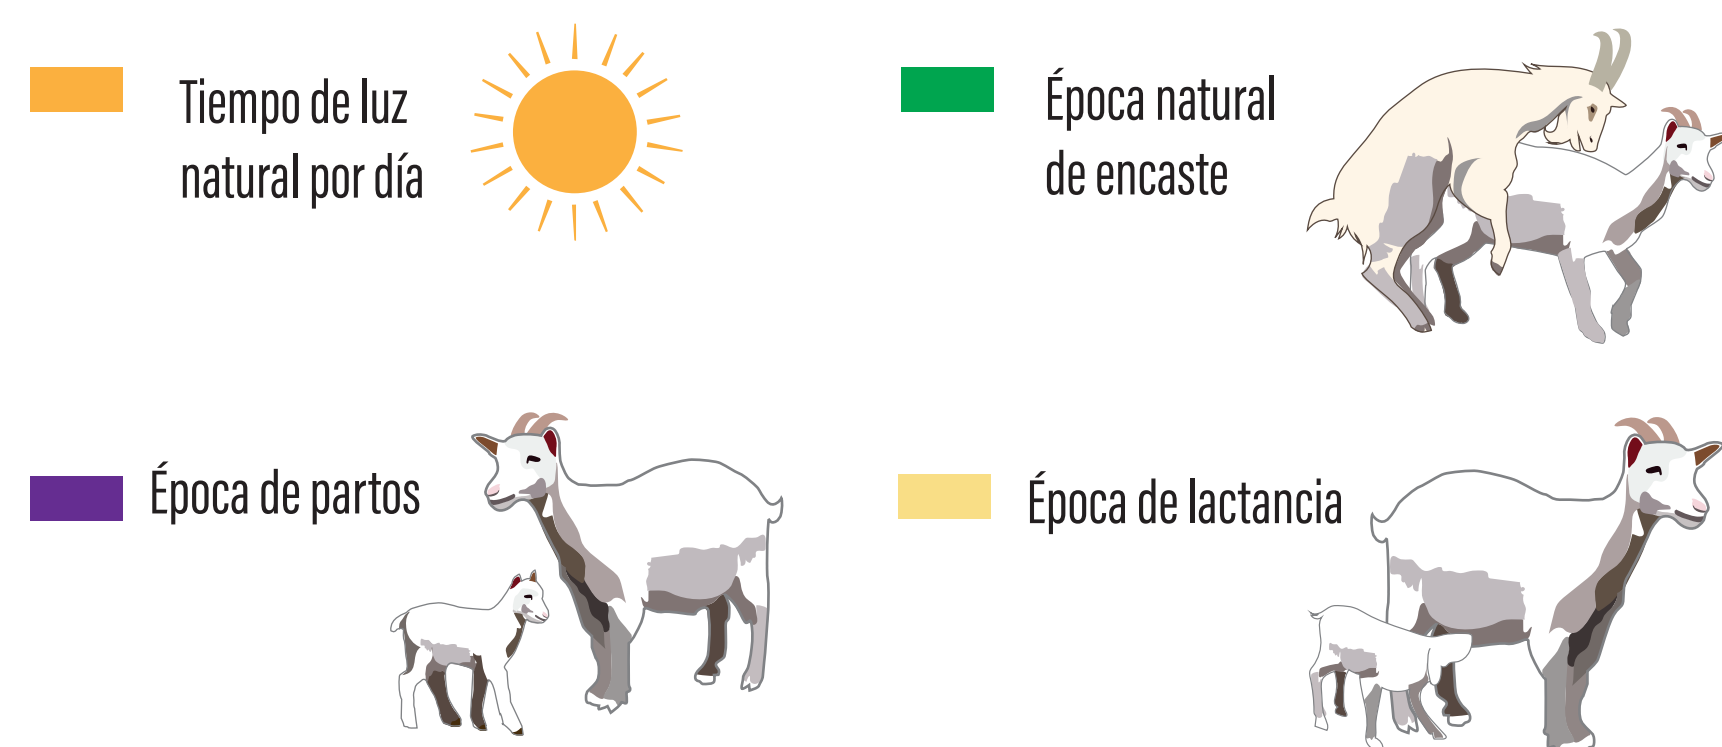 Tiempo de luz
natural por día
Época natural
de encaste
Época de partos
Época de lactancia